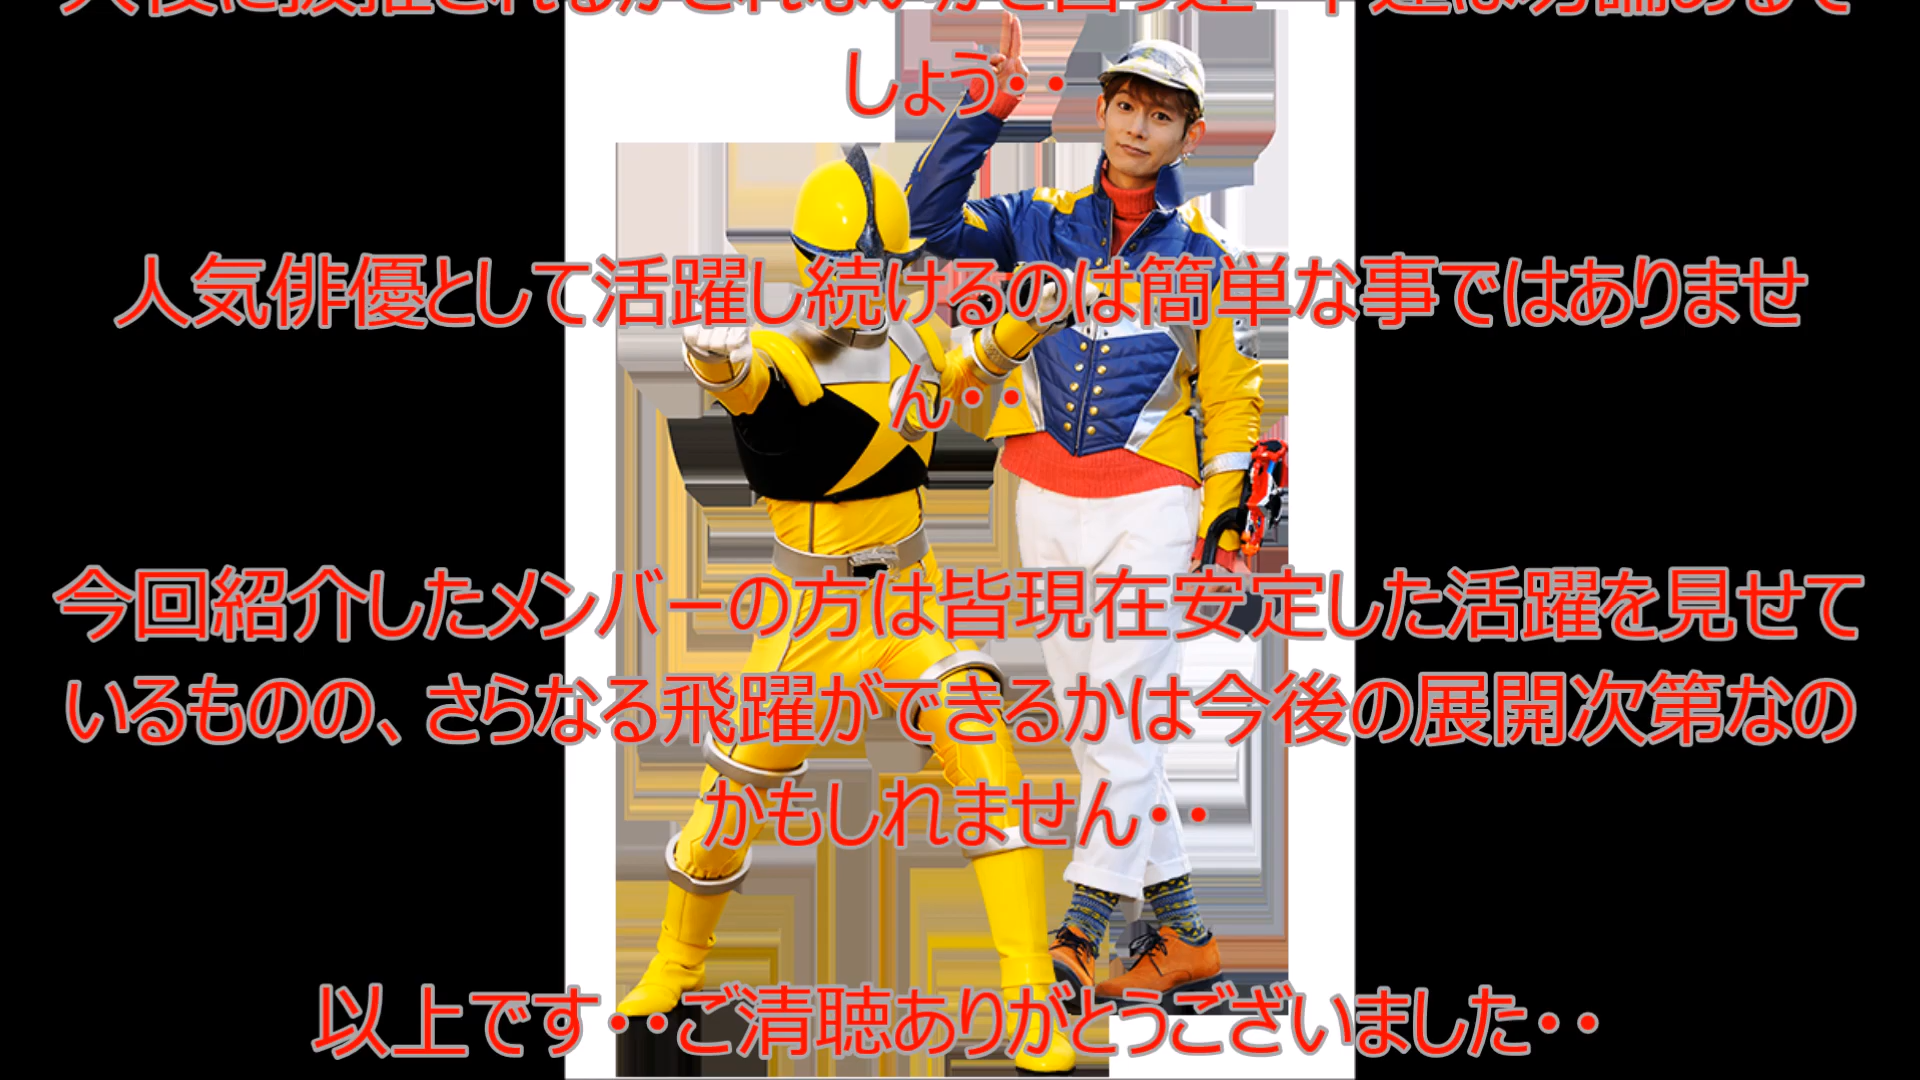 しょう・・
人気俳優として活躍し続けるのは簡単な事ではありませ
ん・・
今回紹介したメンバーの方は皆現在安定した活躍を見せて
いるものの、さらなる飛躍ができるかは今後の展開次第なの
かもしれません・・
以上です・・ご清聴ありがとうございました・・